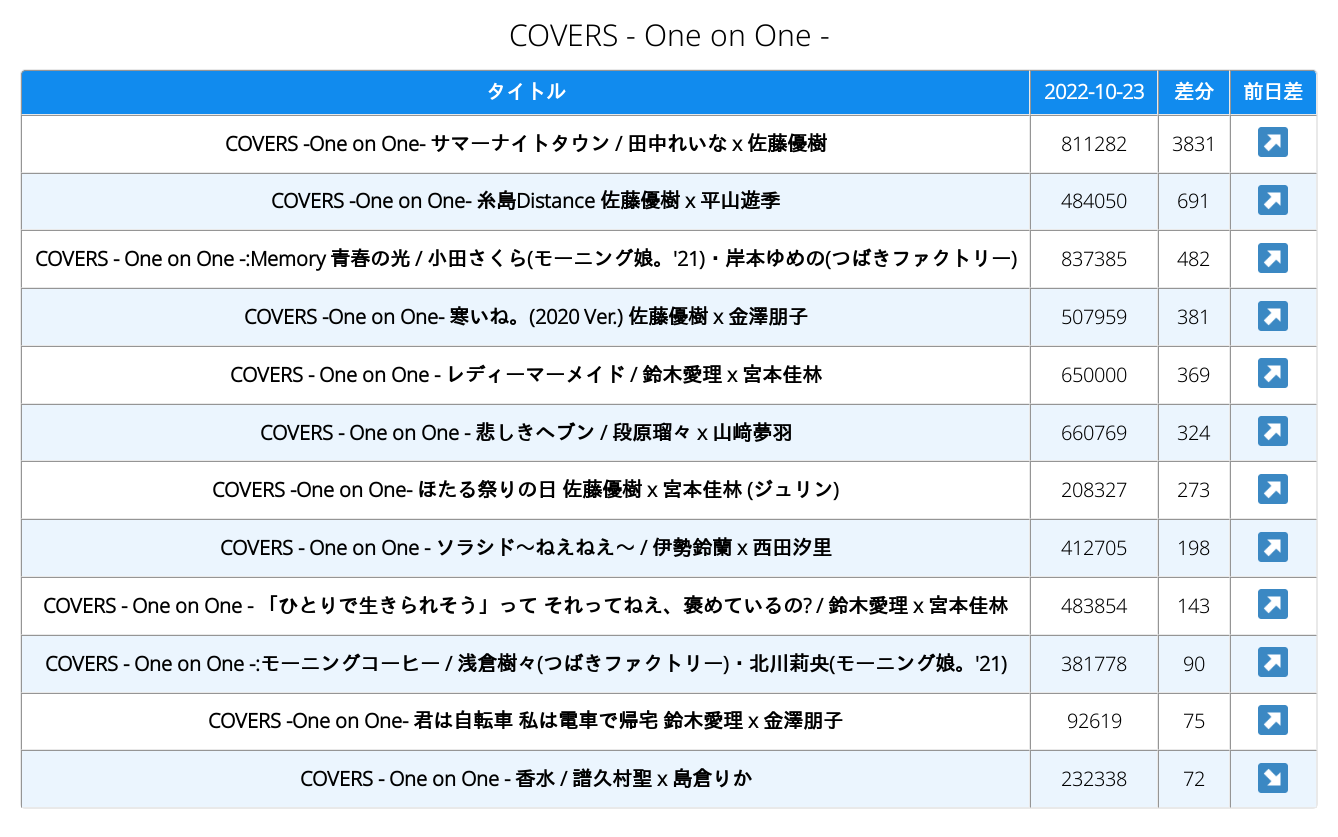 COVERS - One on One -
タイトル 2022-10-23 差分 前日差
COVERS -One on One- サマーナイトタウン / 田中れいな x 佐藤優樹 811282 3831
COVERS -One on One- 糸島Distance 佐藤優樹 x 平山遊季 484050 691
COVERS - One on One -:Memory 青春の光 / 小田さくら(モーニング娘。'21)・岸本ゆめの(つばきファクトリー) 837385 482
COVERS -One on One- 寒いね。(2020 Ver.) 佐藤優樹 x 金澤朋子 507959 381
COVERS - One on One - レディーマーメイド / 鈴木愛理 x 宮本佳林 650000 369
COVERS - One on One - 悲しきヘブン / 段原瑠々 x 山﨑夢羽 660769 324
COVERS -One on One- ほたる祭りの日 佐藤優樹 x 宮本佳林 (ジュリン) 208327 273
COVERS - One on One - ソラシド〜ねえねえ〜 / 伊勢鈴蘭 x 西田汐里 412705 198
COVERS - One on One - 「ひとりで生きられそう」って それってねえ、褒めているの? / 鈴木愛理 x 宮本佳林 483854 143
COVERS - One on One -:モーニングコーヒー / 浅倉樹々(つばきファクトリー)・北川莉央(モーニング娘。'21) 381778 90
COVERS -One on One- 君は自転車 私は電車で帰宅 鈴木愛理 x 金澤朋子 92619 75
COVERS - One on One - 香水 / 譜久村聖 x 島倉りか 232338 72